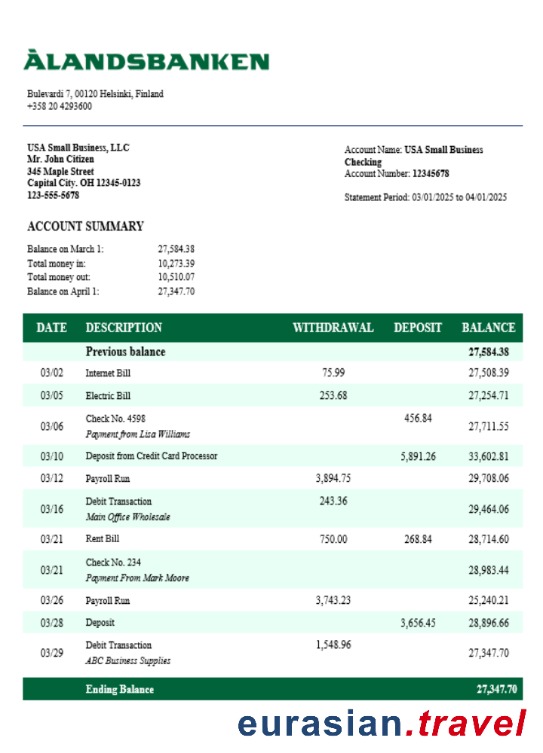 ÅLANDSBANKEN
Bulevardi 7, 00120 Helsinki, Finland
+358 20 4293600
USA Small Business, LLC
Mr. John Citizen
345 Maple Street
Capital City. OH 12345-0123
123-555-5678
Account Name: USA Small Business
Checking
Account Number: 12345678
Statement Period: 03/01/2025 to 04/01/2025
ACCOUNT SUMMARY
Balance on March 1: 27,584.38
Total money in: 10,273.39
Total money out: 10,510.07
Balance on April 1: 27,347.70
DATE DESCRIPTION WITHDRAWAL DEPOSIT BALANCE
Previous balance 27,584.38
03/02 Internet Bill 75.99 27,508.39
03/05 Electric Bill 253.68 27,254.71
03/06 Check No. 4598 456.84 27,711.55
Payment from Lisa Williams
03/10 Deposit from Credit Card Processor 5,891.26 33,602.81
03/12 Payroll Run 3,894.75 29,708.06
03/16 Debit Transaction 243.36 29,464.06
Main Office Wholesale
03/21 Rent Bill 750.00 268.84 28,714.60
03/21 Check No. 234 28,983.44
Payment From Mark Moore
03/26 Payroll Run 3,743.23 25,240.21
03/28 Deposit 3,656.45 28,896.66
03/29 Debit Transaction 1,548.96 27,347.70
ABC Business Supplies
Ending Balance 27,347.70
eurasian.travel